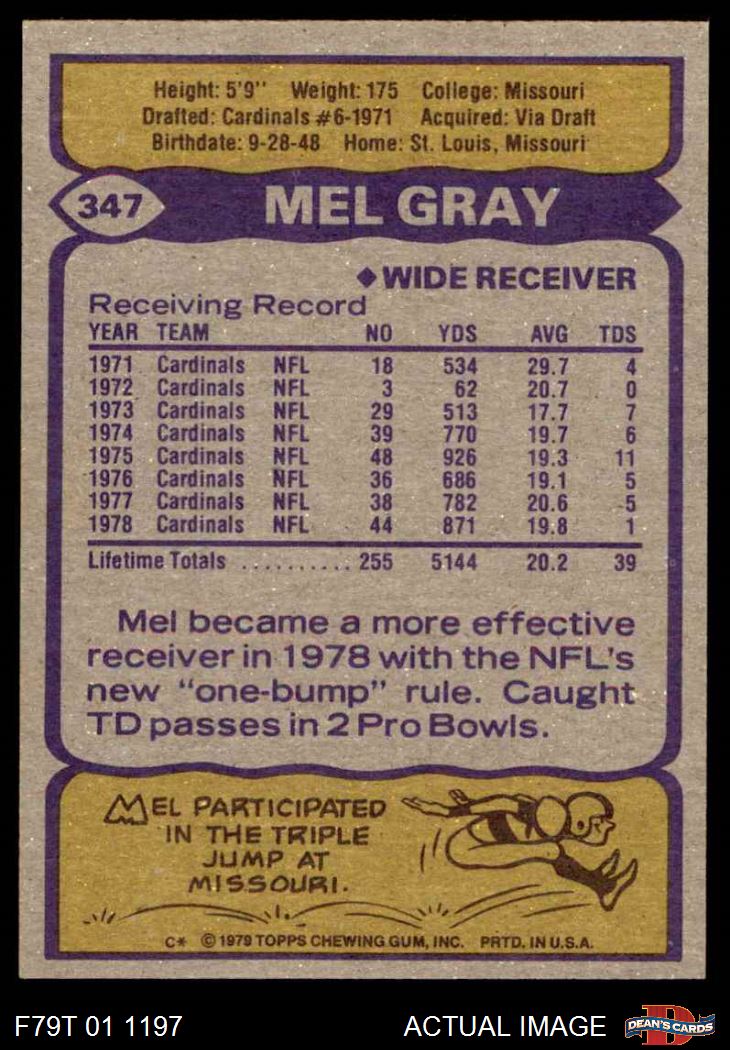 Height: 5'9'' Weight: 175 College: Missouri
Drafted: Cardinals #6-1971 Acquired: Via Draft
Birthdate: 9-28-48 Home: St. Louis, Missouri
347 MEL GRAY
◆WIDE RECEIVER
Receiving Record
YEAR TEAM NO YDS AVG TDS
1971 Cardinals NFL 18 534 29.7 4
1972 Cardinals NFL 3 62 20.7 0
1973 Cardinals NFL 29 513 17.7 7
1974 Cardinals NFL 39 770 19.7 6
1975 Cardinals NFL 48 926 19.3 11
1976 Cardinals NFL 36 686 19.1 5
1977 Cardinals NFL 38 782 20.6 5
1978 Cardinals NFL 44 871 19.8 1
Lifetime Totals .......... 255 5144 20.2 39
Mel became a more effective
receiver in 1978 with the NFL's
new "one-bump" rule. Caught
TD passes in 2 Pro Bowls.
MEL PARTICIPATED
IN THE TRIPLE
JUMP AT
MISSOURI.
C* © 1979 TOPPS CHEWING GUM, INC. PRTD. IN U.S.A.
F79T 01 1197 ACTUAL IMAGE D DEAN'S CARDS